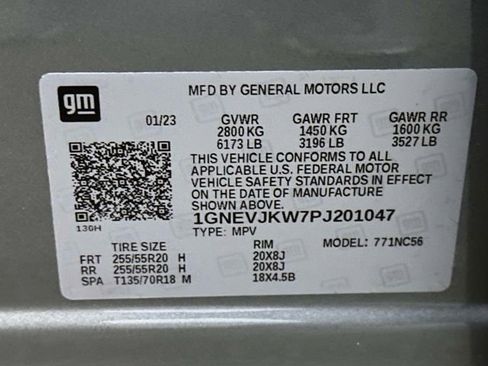 gm
MFD BY GENERAL MOTORS LLC
01/23 GVWR GAWR FRT GAWR RR
2800 KG 1450 KG 1600 KG
6173 LB 3196 LB 3527 LB
THIS VEHICLE CONFORMS TO ALL
APPLICABLE U.S. FEDERAL MOTOR
VEHICLE SAFETY STANDARDS IN EFFECT
ON THE DATE OF MANUFACTURE
SHOWN ABOVE.
1GNEVJKW7PJ201047
13GH TYPE: MPV MODEL: 771NC56
TIRE SIZE RIM
FRT 255/55R20 H 20X8J
RR 255/55R20 H 20X8J
SPA T135/70R18 M 18X4.5B